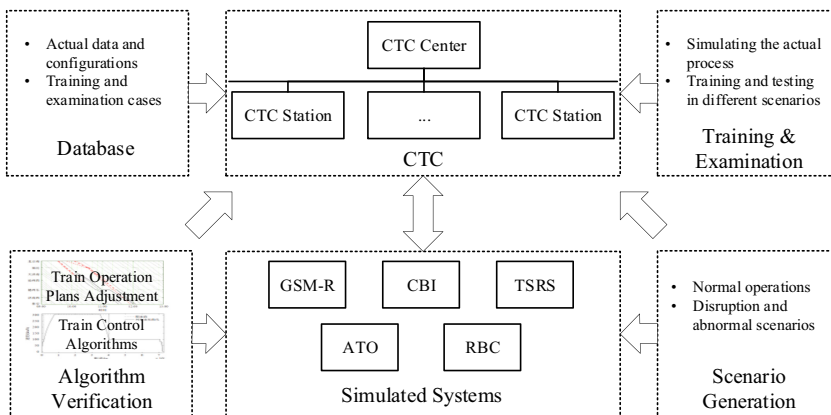 • Actual data and
configurations
• Training and
examination cases
Database
CTC Center
CTC Station
...
CTC Station
CTC
• Simulating the actual
process
• Training and testing
in different scenarios
Training &
Examination
Train Operation
Plans Adjustment
Train Control
Algorithms
Algorithm
Verification
GSM-R
CBI
TSRS
ATO
RBC
Simulated Systems
• Normal operations
• Disruption and
abnormal scenarios
Scenario
Generation